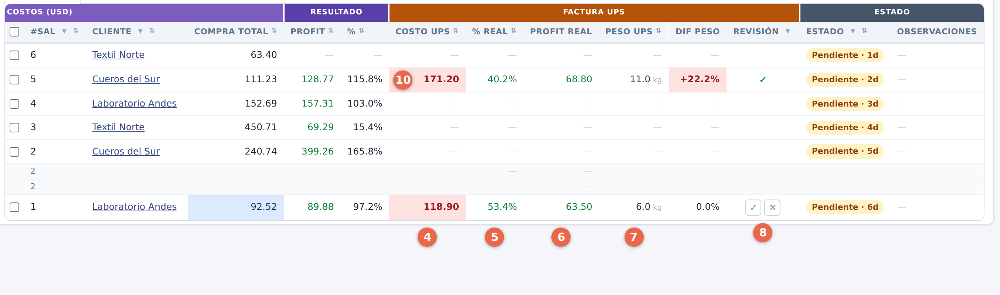 COSTOS (USD) RESULTADO FACTURA UPS ESTADO
#SAL ▼ ⇅ CLIENTE ▼ ⇅ COMPRA TOTAL ⇅ PROFIT ⇅ % ⇅ COSTO UPS ⇅ % REAL ⇅ PROFIT REAL PESO UPS ⇅ DIF PESO REVISIÓN ▼ ESTADO ▼ ⇅ OBSERVACIONES
6 Textil Norte 63.40 — — — — — — — Pendiente · 1d —
5 Cueros del Sur 111.23 128.77 115.8% 10 171.20 40.2% 68.80 11.0 kg +22.2% ✓ Pendiente · 2d —
4 Laboratorio Andes 152.69 157.31 103.0% — — — — — Pendiente · 3d —
3 Textil Norte 450.71 69.29 15.4% — — — — — Pendiente · 4d —
2 Cueros del Sur 240.74 399.26 165.8% — — — — — Pendiente · 5d —
2 — —
2 — —
1 Laboratorio Andes 92.52 89.88 97.2% 118.90 53.4% 63.50 6.0 kg 0.0% ✓ ✕ Pendiente · 6d —
4 5 6 7 8